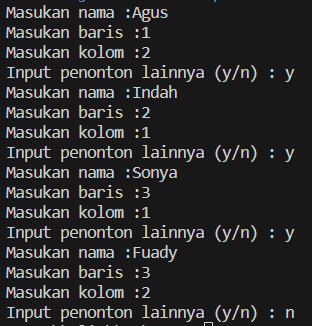 Masukan nama :Agus
Masukan baris :1
Masukan kolom :2
Input penonton lainnya (y/n) : y
Masukan nama :Indah
Masukan baris :2
Masukan kolom :1
Input penonton lainnya (y/n) : y
Masukan nama :Sonya
Masukan baris :3
Masukan kolom :1
Input penonton lainnya (y/n) : y
Masukan nama :Fuady
Masukan baris :3
Masukan kolom :2
Input penonton lainnya (y/n) : n